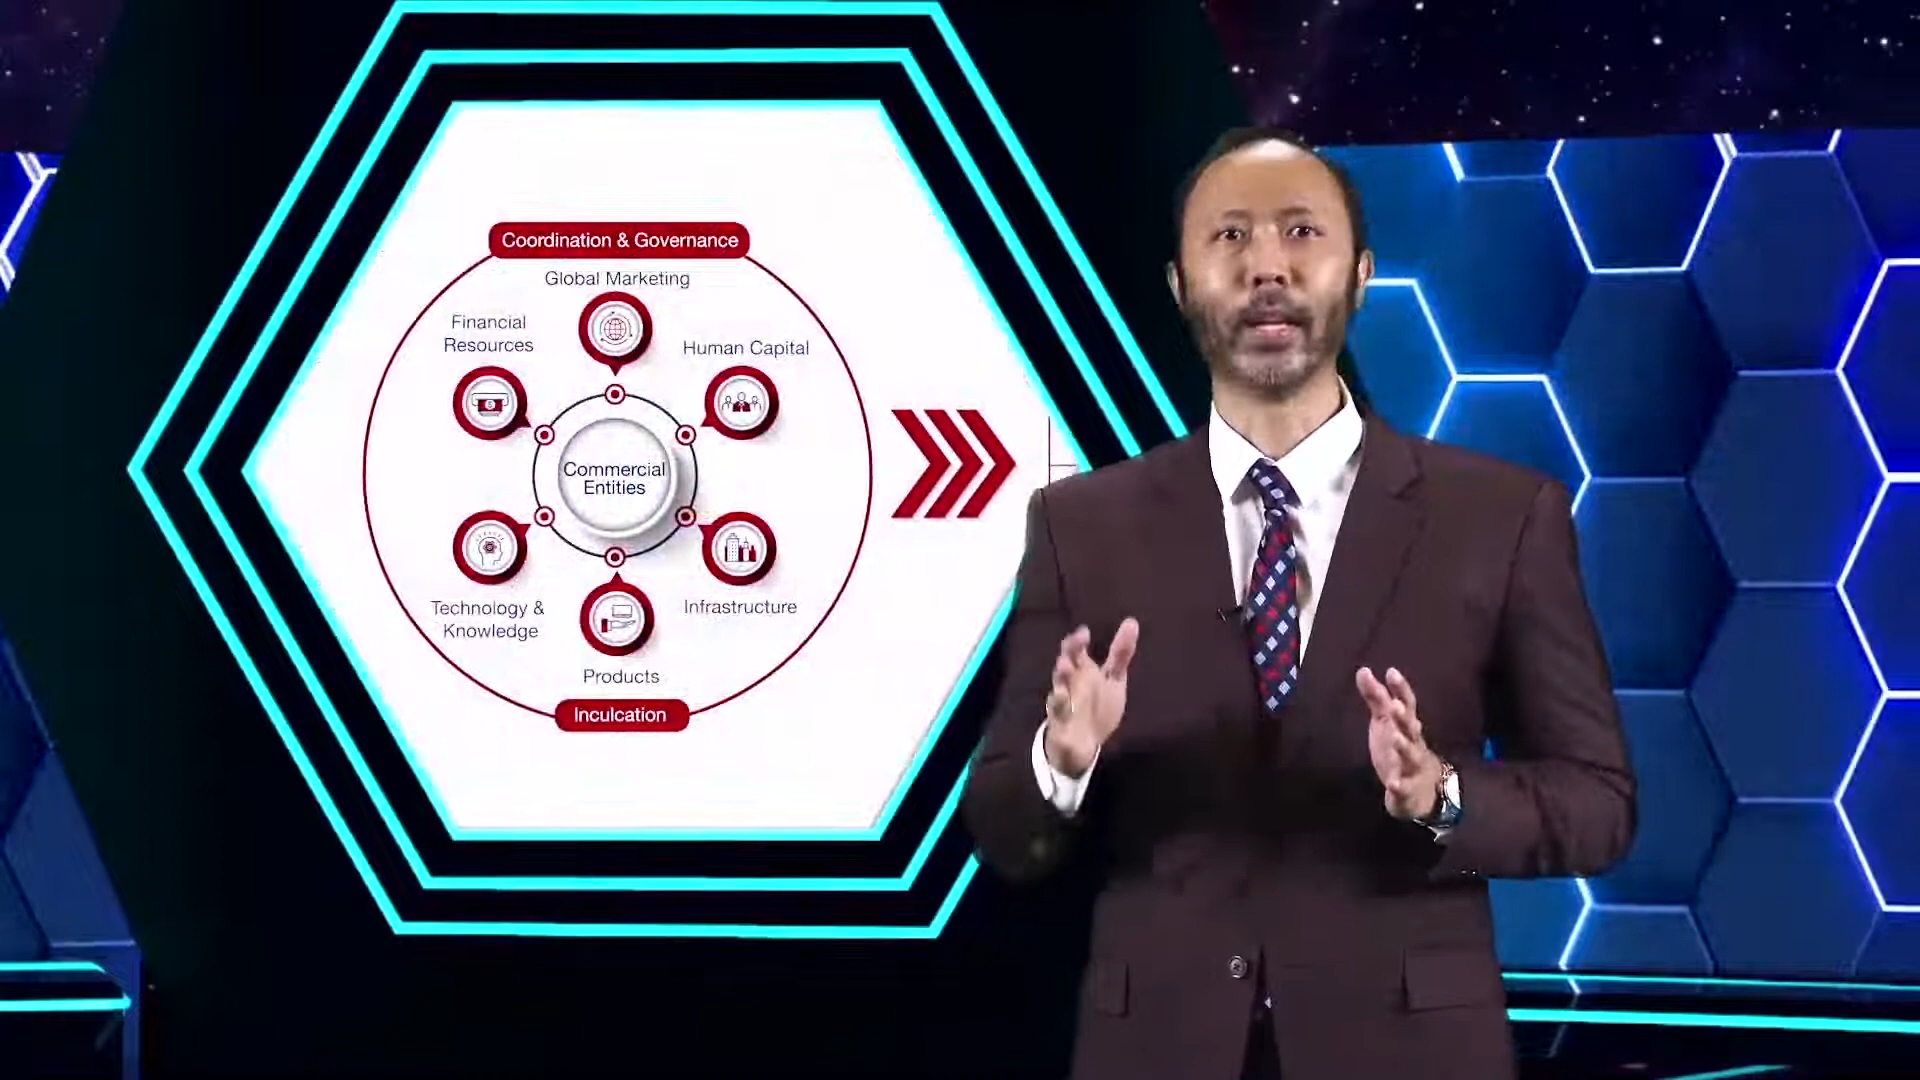 Coordination & Governance
Global Marketing
Financial
Resources
Human Capital
Commercial
Entities
Technology &
Knowledge
Infrastructure
Products
Inculcation